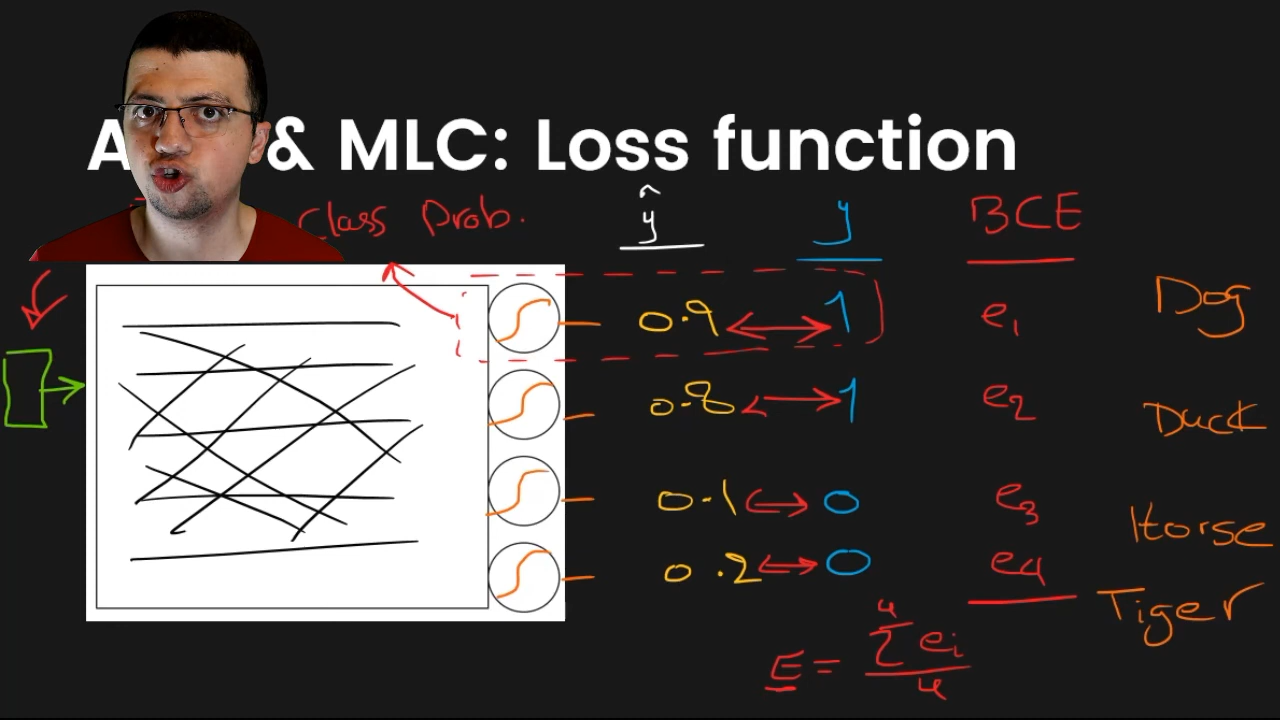 A & MLC: Loss function
Class Prob. ŷ y BCE
0.9 1 e1 Dog
0.8 1 e2 Duck
0.1 0 e3 Horse
0.2 0 e4 Tiger
E = 4 Σ ei / 4